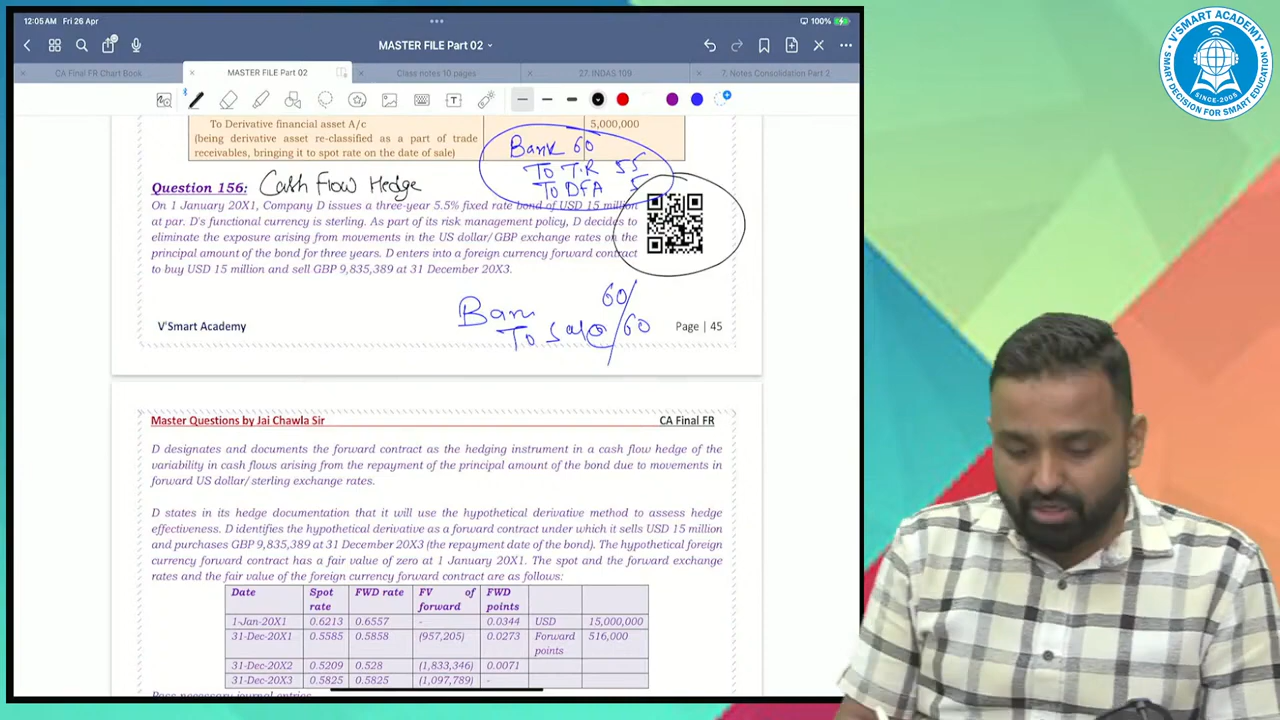 12:05AM Fri 26 Apr
100%
MASTER FILE Part 02
CA Final FR Chart Book
MASTER FILE Part 02
Class notes 10 pages
27. INDAS 109
7. Notes Consolidation Part 2
To Derivative financial asset A/c 5,000,000
(being derivative asset re-classified as a part of trade
receivables, bringing it to spot rate on the date of sale)
Bank 60
To T.R 55
To DFA 5
Question 156: Cash Flow Hedge
On 1 January 20X1, Company D issues a three-year 5.5% fixed rate bond of USD 15 million
at par. D's functional currency is sterling. As part of its risk management policy, D decides to
eliminate the exposure arising from movements in the US dollar/GBP exchange rates on the
principal amount of the bond for three years. D enters into a foreign currency forward contract
to buy USD 15 million and sell GBP 9,835,389 at 31 December 20X3.
Bank 60
To Sale 60
V'Smart Academy
Page | 45
Master Questions by Jai Chawla Sir
CA Final FR
D designates and documents the forward contract as the hedging instrument in a cash flow hedge of the
variability in cash flows arising from the repayment of the principal amount of the bond due to movements in
forward US dollar/sterling exchange rates.
D states in its hedge documentation that it will use the hypothetical derivative method to assess hedge
effectiveness. D identifies the hypothetical derivative as a forward contract under which it sells USD 15 million
and purchases GBP 9,835,389 at 31 December 20X3 (the repayment date of the bond). The hypothetical foreign
currency forward contract has a fair value of zero at 1 January 20X1. The spot and the forward exchange
rates and the fair value of the foreign currency forward contract are as follows:
Date Spot rate FWD rate FV of forward FWD points
1-Jan-20X1 0.6213 0.6557 - 0.0344 USD 15,000,000
31-Dec-20X1 0.5585 0.5858 (957,205) 0.0273 Forward points 516,000
31-Dec-20X2 0.5209 0.528 (1,833,346) 0.0071
31-Dec-20X3 0.5825 0.5825 (1,097,789) -
Pass necessary journal entries
V'SMART ACADEMY
SINCE-2005
SMART DECISION FOR SMART EDUCATION